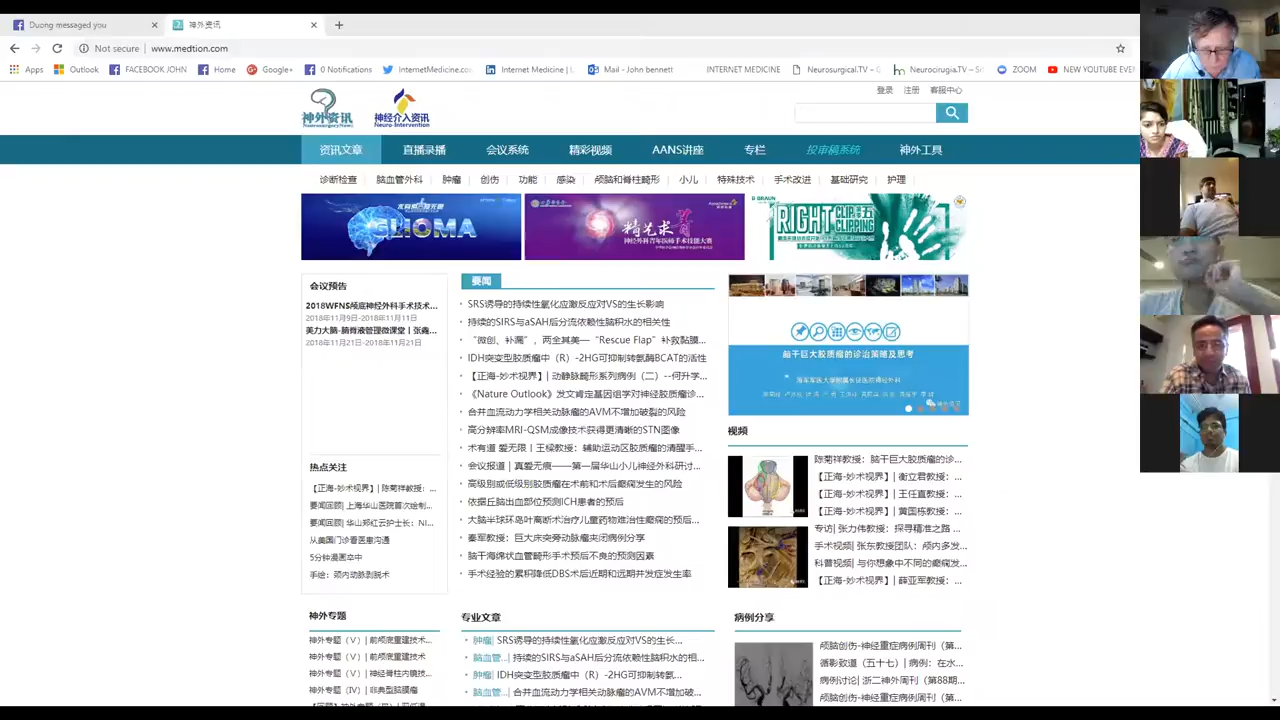 Duong messaged you
神外资讯
Not secure
www.medtion.com
Apps
Outlook
FACEBOOK JOHN
Home
Google+
0 Notifications
InternetMedicine.co
Internet Medicine | L
Mail - John bennett
INTERNET MEDICINE
Neurosurgical.TV – G
Neurocirugia.TV – Se
ZOOM
NEW YOUTUBE EVE
登录 注册 客服中心
神外资讯
NeurosurgeryNews
神经介入资讯
Neuro-Intervention
资讯文章 直播录播 会议系统 精彩视频 AANS讲座 专栏 投审稿系统 神外工具
诊断检查 脑血管外科 肿瘤 创伤 功能 感染 颅脑和脊柱畸形 小儿 特殊技术 手术改进 基础研究 护理
GLIOMA
神经外科青年医师手术技能大赛
B BRAUN
RIGHT CLIP CLIPPING
会议预告
2018WFNS颅底神经外科手术技术...
2018年11月9日-2018年11月11日
美力大脑-脑脊液管理微课堂丨张鑫...
2018年11月21日-2018年11月21日
热点关注
【正海-妙术视界】| 陈菊祥教授：...
要闻回顾| 上海华山医院首次绘制...
要闻回顾| 华山郑红云护士长：NI...
从美国门诊看医患沟通
5分钟漫画卒中
手绘：颈内动脉剥脱术
神外专题
神外专题（Ⅴ）| 前颅底重建技术...
神外专题（Ⅴ）| 前颅底重建技术
神外专题（Ⅴ）| 神经脊柱内镜技...
神外专题（Ⅳ）| 非典型脑膜瘤
要闻
SRS诱导的持续性氧化应激反应对VS的生长影响
持续的SIRS与aSAH后分流依赖性脑积水的相关性
“微创、补漏”，两全其美—“Rescue Flap”补救黏膜...
IDH突变型胶质瘤中（R）-2HG可抑制转氨酶BCAT的活性
【正海-妙术视界】| 动静脉畸形系列病例（二）--何升学...
《Nature Outlook》发文肯定基因组学对神经胶质瘤诊...
合并血流动力学相关动脉瘤的AVM不增加破裂的风险
高分辨率MRI-QSM成像技术获得更清晰的STN图像
术有道 爱无限丨王樑教授：辅助运动区胶质瘤的清醒手...
会议报道 | 真爱无痕——第一届华山小儿神经外科研讨...
高级别或低级别胶质瘤在术前和术后癫痫发生的风险
依据丘脑出血部位预测ICH患者的预后
大脑半球环岛叶离断术治疗儿童药物难治性癫痫的预后...
秦军教授：巨大床突旁动脉瘤夹闭病例分享
脑干海绵状血管畸形手术预后不良的预测因素
手术经验的累积降低DBS术后近期和远期并发症发生率
专业文章
肿瘤| SRS诱导的持续性氧化应激反应对VS的生长...
脑血管...| 持续的SIRS与aSAH后分流依赖性脑积水的相...
肿瘤| IDH突变型胶质瘤中（R）-2HG可抑制转氨...
脑血管...| 合并血流动力学相关动脉瘤的AVM不增加破...
脑干巨大胶质瘤的诊治策略及思考
海军军医大学附属长征医院神经外科
视频
陈菊祥教授：脑干巨大胶质瘤的诊...
【正海-妙术视界】| 衡立君教授：...
【正海-妙术视界】| 王任直教授：...
【正海-妙术视界】| 黄国栋教授：...
专访| 张力伟教授：探寻精准之路 ...
手术视频| 张东教授团队：颅内多发...
科普视频| 与你想象中不同的癫痫发...
【正海-妙术视界】| 薛亚军教授：...
病例分享
颅脑创伤-神经重症病例周刊（第...
循影数道（五十七）| 病例：在水...
病例讨论| 浙二神外周刊（第88期...
颅脑创伤-神经重症病例周刊（第...